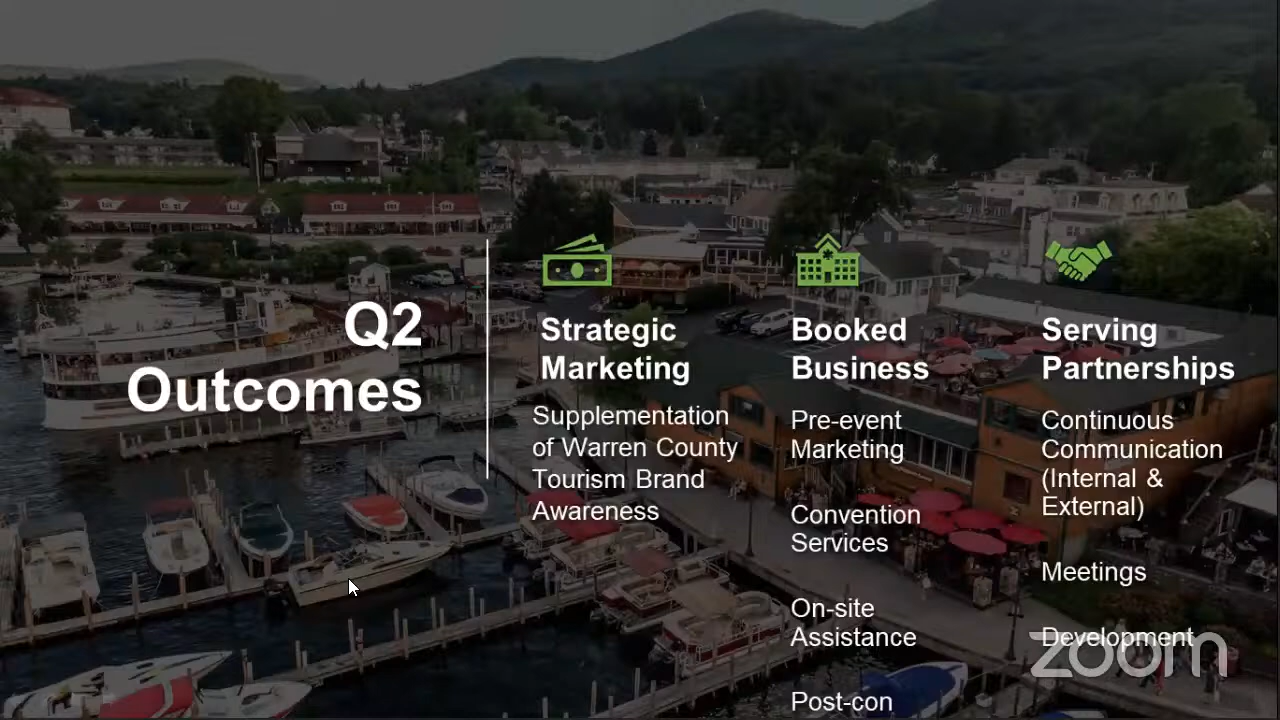 Q2
Outcomes
Strategic
Marketing
Supplementation
of Warren County
Tourism Brand
Awareness
Booked
Business
Pre-event
Marketing
Convention
Services
On-site
Assistance
Post-con
Serving
Partnerships
Continuous
Communication
(Internal &
External)
Meetings
Development
zoom